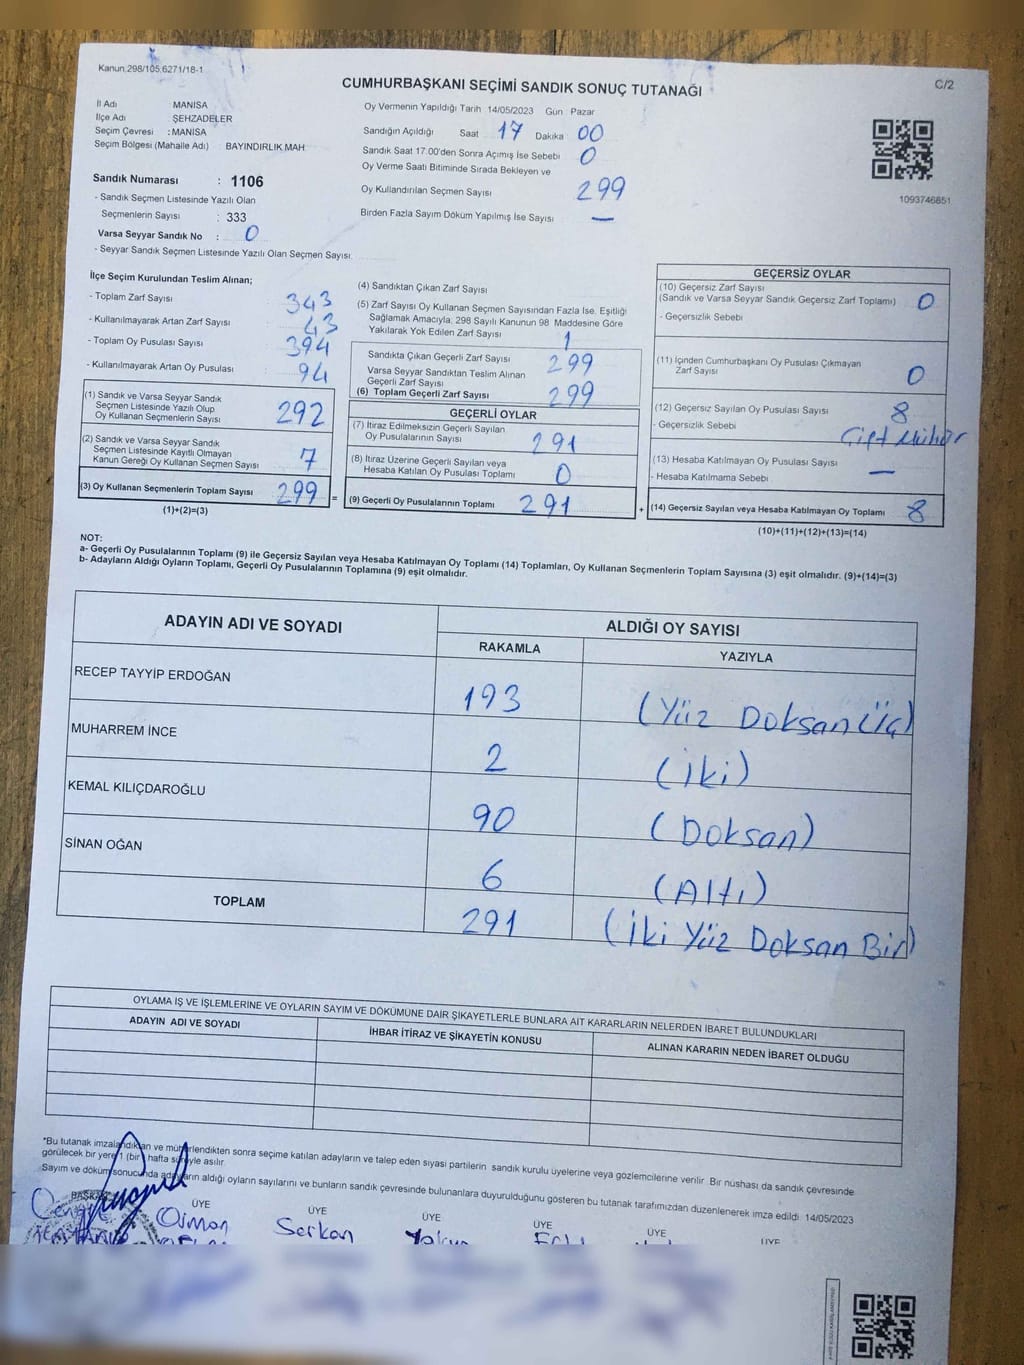 Kanun.298/105,6271/18-1
C/2
CUMHURBAŞKANI SEÇİMİ SANDIK SONUÇ TUTANAĞI
İl Adı : MANISA
İlçe Adı : ŞEHZADELER
Seçim Çevresi : MANISA
Seçim Bölgesi (Mahalle Adı) BAYINDIRLIK MAH
Sandık Numarası : 1106
- Sandık Seçmen Listesinde Yazılı Olan
Seçmenlerin Sayısı : 333
Varsa Seyyar Sandık No : 0
- Seyyar Sandık Seçmen Listesinde Yazılı Olan Seçmen Sayısı:
Oy Vermenin Yapıldığı Tarih 14/05/2023 Gün Pazar
Sandığın Açıldığı Saat 17 Dakika 00
Sandık Saat 17.00'den Sonra Açımış İse Sebebi 0
Oy Verme Saati Bitiminde Sırada Bekleyen ve
Oy Kullandırılan Seçmen Sayısı 299
Birden Fazla Sayım Döküm Yapılmış İse Sayısı —
1093746851
İlçe Seçim Kurulundan Teslim Alınan;
- Toplam Zarf Sayısı 343
- Kullanılmayarak Artan Zarf Sayısı 43
- Toplam Oy Pusulası Sayısı 394
- Kullanılmayarak Artan Oy Pusulası 94
(1) Sandık ve Varsa Seyyar Sandık
Seçmen Listesinde Yazılı Olup
Oy Kullanan Seçmenlerin Sayısı 292
(2) Sandık ve Varsa Seyyar Sandık
Seçmen Listesinde Kayıtlı Olmayan
Kanun Gereği Oy Kullanan Seçmen Sayısı 7
(3) Oy Kullanan Seçmenlerin Toplam Sayısı 299 =
(1)+(2)=(3)
(4) Sandıktan Çıkan Zarf Sayısı
(5) Zarf Sayısı Oy Kullanan Seçmen Sayısından Fazla İse, Eşitliği
Sağlamak Amacıyla, 298 Sayılı Kanunun 98 Maddesine Göre
Yakılarak Yok Edilen Zarf Sayısı 1
Sandıkta Çıkan Geçerli Zarf Sayısı 299
Varsa Seyyar Sandıktan Teslim Alınan
Geçerli Zarf Sayısı
(6) Toplam Geçerli Zarf Sayısı 299
GEÇERLİ OYLAR
(7) İtiraz Edilmeksizin Geçerli Sayılan
Oy Pusulalarının Sayısı 291
(8) İtiraz Üzerine Geçerli Sayılan veya
Hesaba Katılan Oy Pusulası Toplamı 0
(9) Geçerli Oy Pusulalarının Toplamı 291 +
GEÇERSİZ OYLAR
(10) Geçersiz Zarf Sayısı
(Sandık ve Varsa Seyyar Sandık Geçersiz Zarf Toplamı) 0
- Geçersizlik Sebebi
(11) İçinden Cumhurbaşkanı Oy Pusulası Çıkmayan
Zarf Sayısı 0
(12) Geçersiz Sayılan Oy Pusulası Sayısı 8
- Geçersizlik Sebebi Çift Mühür
(13) Hesaba Katılmayan Oy Pusulası Sayısı —
- Hesaba Katılmama Sebebi
(14) Geçersiz Sayılan veya Hesaba Katılmayan Oy Toplamı 8
(10)+(11)+(12)+(13)=(14)
NOT:
a- Geçerli Oy Pusulalarının Toplamı (9) ile Geçersiz Sayılan veya Hesaba Katılmayan Oy Toplamı (14) Toplamları, Oy Kullanan Seçmenlerin Toplam Sayısına (3) eşit olmalıdır. (9)+(14)=(3)
b- Adayların Aldığı Oyların Toplamı, Geçerli Oy Pusulalarının Toplamına (9) eşit olmalıdır.
ADAYIN ADI VE SOYADI
ALDIĞI OY SAYISI
RAKAMLA YAZIYLA
RECEP TAYYİP ERDOĞAN 193 (Yüz Doksan Üç)
MUHARREM İNCE 2 (İki)
KEMAL KILIÇDAROĞLU 90 (Doksan)
SİNAN OĞAN 6 (Altı)
TOPLAM 291 (İki Yüz Doksan Bir)
OYLAMA İŞ VE İŞLEMLERİNE VE OYLARIN SAYIM VE DÖKÜMÜNE DAİR ŞİKAYETLERLE BUNLARA AİT KARARLARIN NELERDEN İBARET BULUNDUKLARI
ADAYIN ADI VE SOYADI İHBAR İTİRAZ VE ŞİKAYETİN KONUSU ALINAN KARARIN NEDEN İBARET OLDUĞU
*Bu tutanak imzalandıktan ve mühürlendikten sonra seçime katılan adayların ve talep eden siyasi partilerin sandık kurulu üyelerine veya gözlemcilerine verilir. Bir nüshası da sandık çevresinde
görülecek bir yere 1 (bir) hafta süreyle asılır.
Sayım ve döküm sonucunda adayların aldığı oyların sayılarını ve bunların sandık çevresinde bulunanlara duyurulduğunu gösteren bu tutanak tarafımızdan düzenlenerek imza edildi. 14/05/2023
BAŞKAN ÜYE ÜYE ÜYE ÜYE ÜYE ÜYE
Osman Serkan